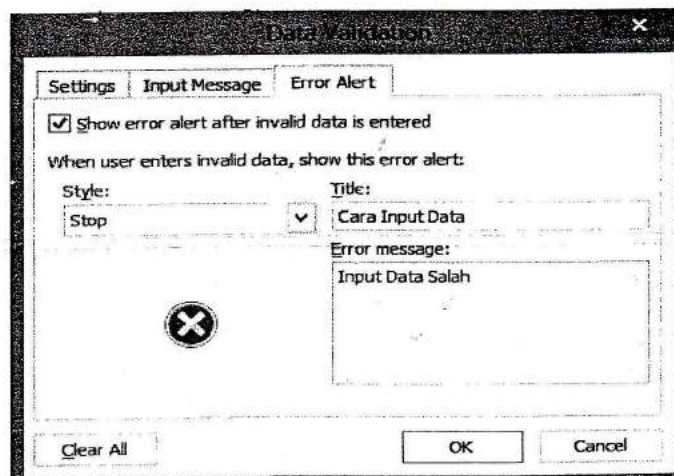 Data Validation
Settings Input Message Error Alert
Show error alert after invalid data is entered
When user enters invalid data, show this error alert:
Style: Title:
Stop Cara Input Data
Error message:
Input Data Salah
Clear All OK Cancel